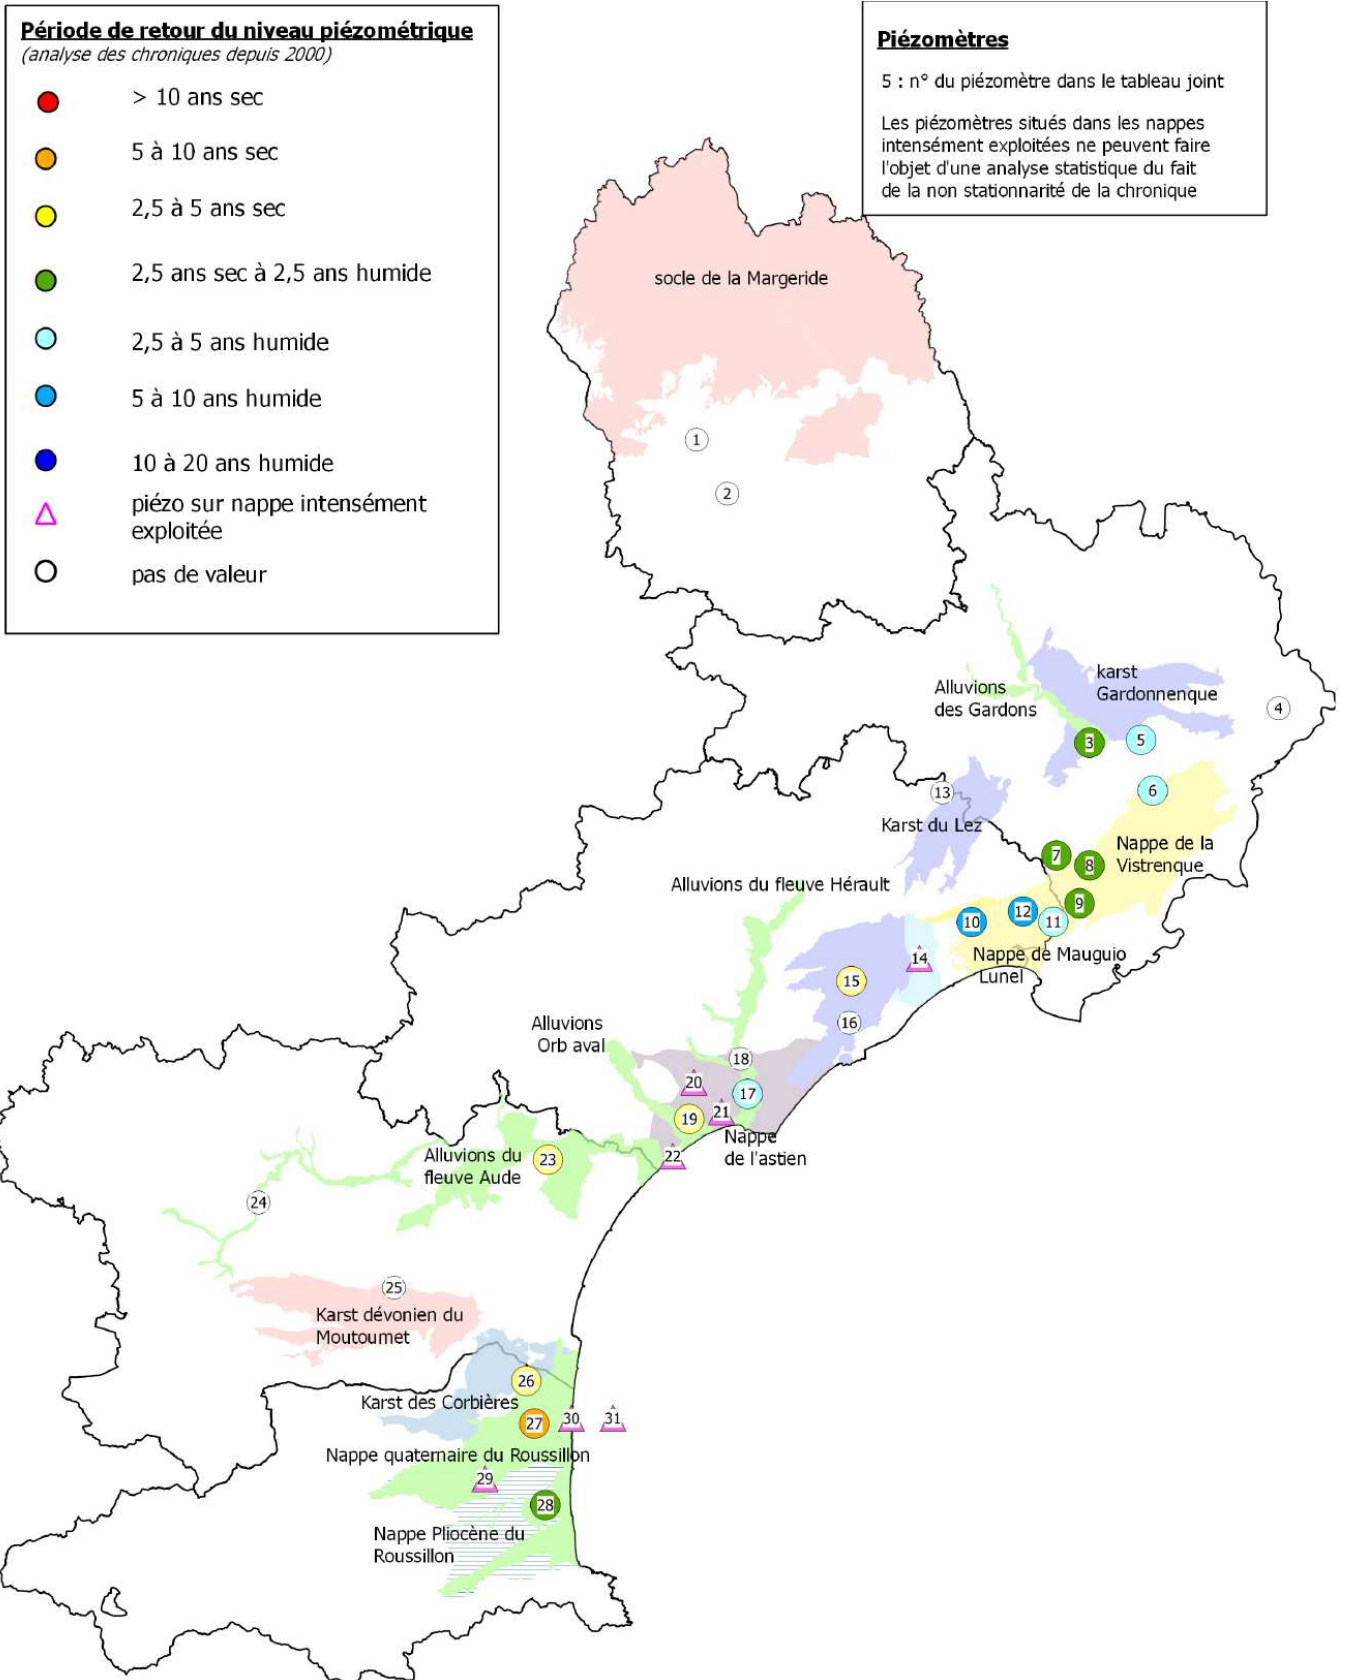 Période de retour du niveau piézométrique
(analyse des chroniques depuis 2000)
> 10 ans sec
5 à 10 ans sec
2,5 à 5 ans sec
2,5 ans sec à 2,5 ans humide
2,5 à 5 ans humide
5 à 10 ans humide
10 à 20 ans humide
piézo sur nappe intensément
exploitée
pas de valeur
Piézomètres
5 : n° du piézomètre dans le tableau joint
Les piézomètres situés dans les nappes
intensément exploitées ne peuvent faire
l'objet d'une analyse statistique du fait
de la non stationnarité de la chronique
socle de la Margeride
1
2
karst
Gardonnenque
Alluvions
des Gardons
4
3
5
6
13
Karst du Lez
Nappe de la
Vistrenque
7
8
9
Alluvions du fleuve Hérault
10
12
11
Nappe de Mauguio
Lunel
14
15
16
Alluvions
Orb aval
18
20
17
21
19
Nappe
de l'astien
22
Alluvions du
fleuve Aude
23
24
25
Karst dévonien du
Moutoumet
26
Karst des Corbières
27
30
31
Nappe quaternaire du Roussillon
29
28
Nappe Pliocène du
Roussillon